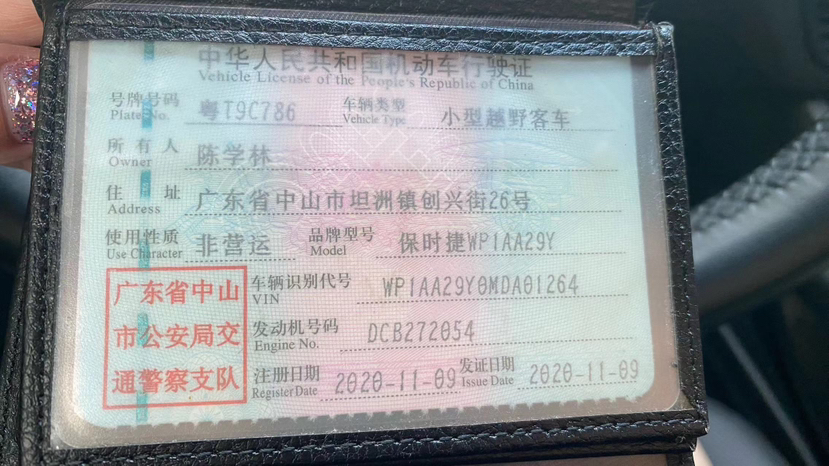 中华人民共和国机动车行驶证
Vehicle License of the People's Republic of China
号牌号码 粤T9C786 车辆类型 小型越野客车
Plate No. Vehicle Type
所有人 陈学林
Owner
住址 广东省中山市坦洲镇创兴街26号
Address
使用性质 非营运 品牌型号 保时捷WP1AA29Y
Use Character Model
广东省中山 车辆识别代号 WP1AA29Y0MDA01264
VIN
市公安局交 发动机号码 DCB272054
Engine No.
通警察支队 注册日期 2020-11-09 发证日期 2020-11-09
Register Date Issue Date